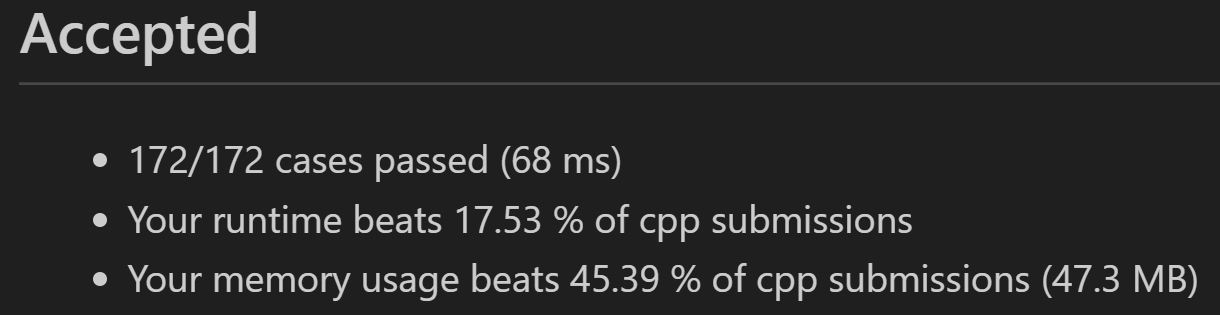 Accepted
172/172 cases passed (68 ms)
Your runtime beats 17.53 % of cpp submissions
Your memory usage beats 45.39 % of cpp submissions (47.3 MB)